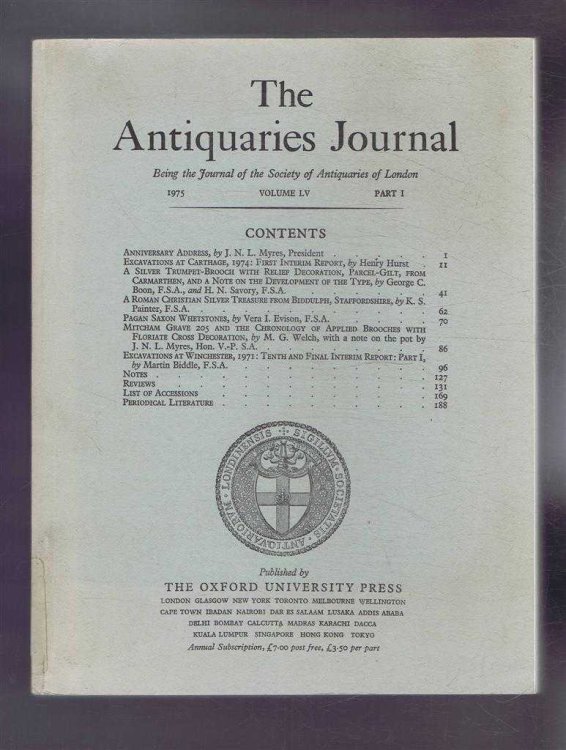 The
Antiquaries Journal
Being the Journal of the Society of Antiquaries of London
1975 VOLUME LV PART I
CONTENTS
ANNIVERSARY ADDRESS, by J. N. L. Myres, President . . . . . . 1
EXCAVATIONS AT CARTHAGE, 1974: FIRST INTERIM REPORT, by Henry Hurst . 11
A SILVER TRUMPET-BROOCH WITH RELIEF DECORATION, PARCEL-GILT, FROM
CARMARTHEN, AND A NOTE ON THE DEVELOPMENT OF THE TYPE, by George C.
Boon, F.S.A., and H. N. Savory, F.S.A. . . . . . . 41
A ROMAN CHRISTIAN SILVER TREASURE FROM BIDDULPH, STAFFORDSHIRE, by K. S.
Painter, F.S.A. . . . . . . 62
PAGAN SAXON WHETSTONES, by Vera I. Evison, F.S.A. . . . . . 70
MITCHAM GRAVE 205 AND THE CHRONOLOGY OF APPLIED BROOCHES WITH
FLORIATE CROSS DECORATION, by M. G. Welch, with a note on the pot by
J. N. L. Myres, Hon. V.-P. S.A. . . . . . . 86
EXCAVATIONS AT WINCHESTER, 1971: TENTH AND FINAL INTERIM REPORT: PART I,
by Martin Biddle, F.S.A. . . . . . . 96
NOTES . . . . . . 127
REVIEWS . . . . . . 131
LIST OF ACCESSIONS . . . . . . 169
PERIODICAL LITERATURE . . . . . . 188
SIGILLVM SOCIETATIS ANTIQVARIORVM LONDINENSIS
Published by
THE OXFORD UNIVERSITY PRESS
LONDON GLASGOW NEW YORK TORONTO MELBOURNE WELLINGTON
CAPE TOWN IBADAN NAIROBI DAR ES SALAAM LUSAKA ADDIS ABABA
DELHI BOMBAY CALCUTTA MADRAS KARACHI DACCA
KUALA LUMPUR SINGAPORE HONG KONG TOKYO
Annual Subscription, £7·00 post free, £3·50 per part